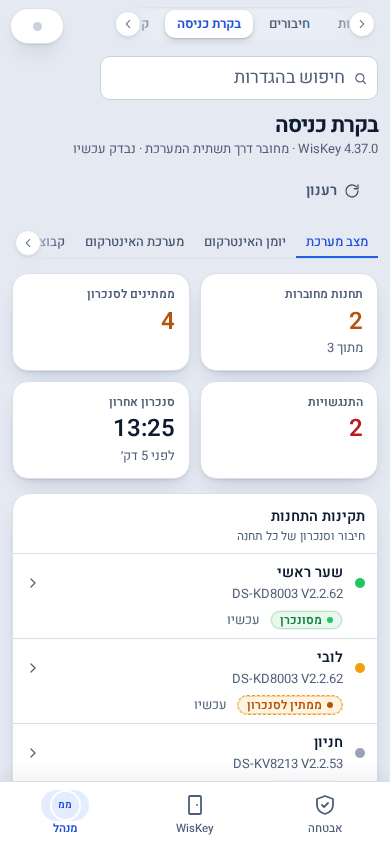 ות
חיבורים
בקרת כניסה
ק
חיפוש בהגדרות
בקרת כניסה
WisKey 4.37.0 · מחובר דרך תשתית המערכת · נבדק עכשיו
רענון
מצב מערכת
יומן האינטרקום
מערכת האינטרקום
קבוצ
תחנות מחוברות
2
מתוך 3
ממתינים לסנכרון
4
התנגשויות
2
סנכרון אחרון
13:25
לפני 5 דק׳
תקינות התחנות
חיבור וסנכרון של כל תחנה
שער ראשי
DS-KD8003 V2.2.62
מסונכרן
עכשיו
לובי
DS-KD8003 V2.2.62
ממתין לסנכרון
עכשיו
חניון
DS-KV8213 V2.2.53
אבטחה
WisKey
ממ
מנהל